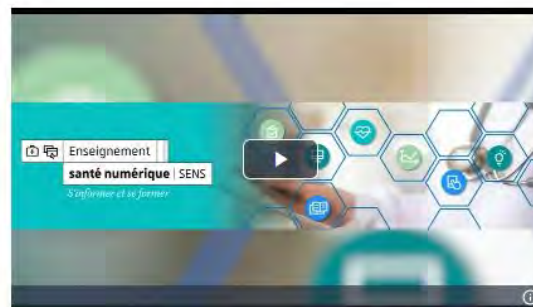 Enseignement
santé numérique | SENS
S'informer et se former